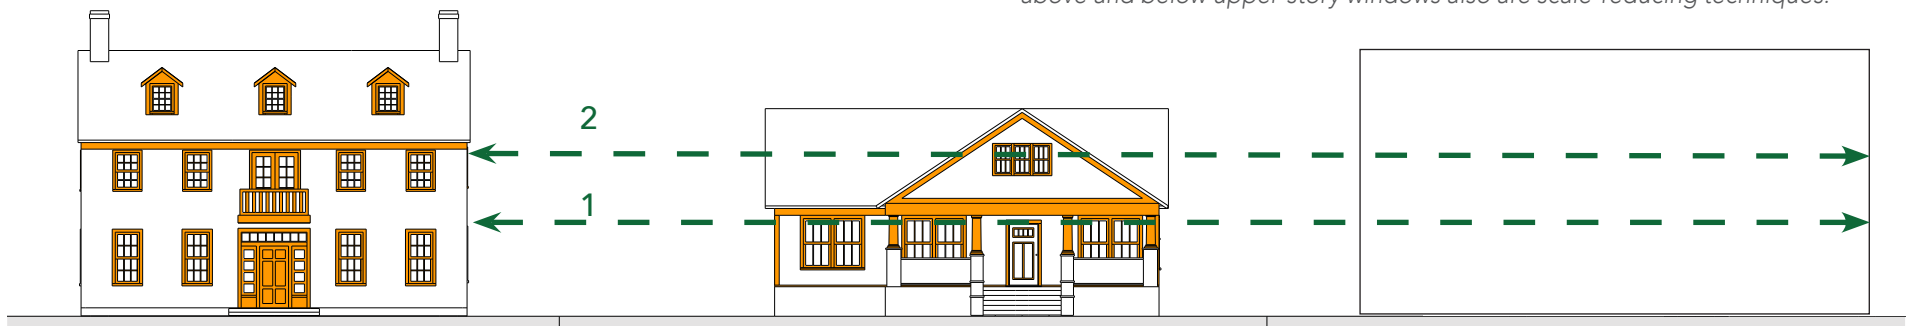 above and below upper-story windows also are scale-reducing techniques.
2
1